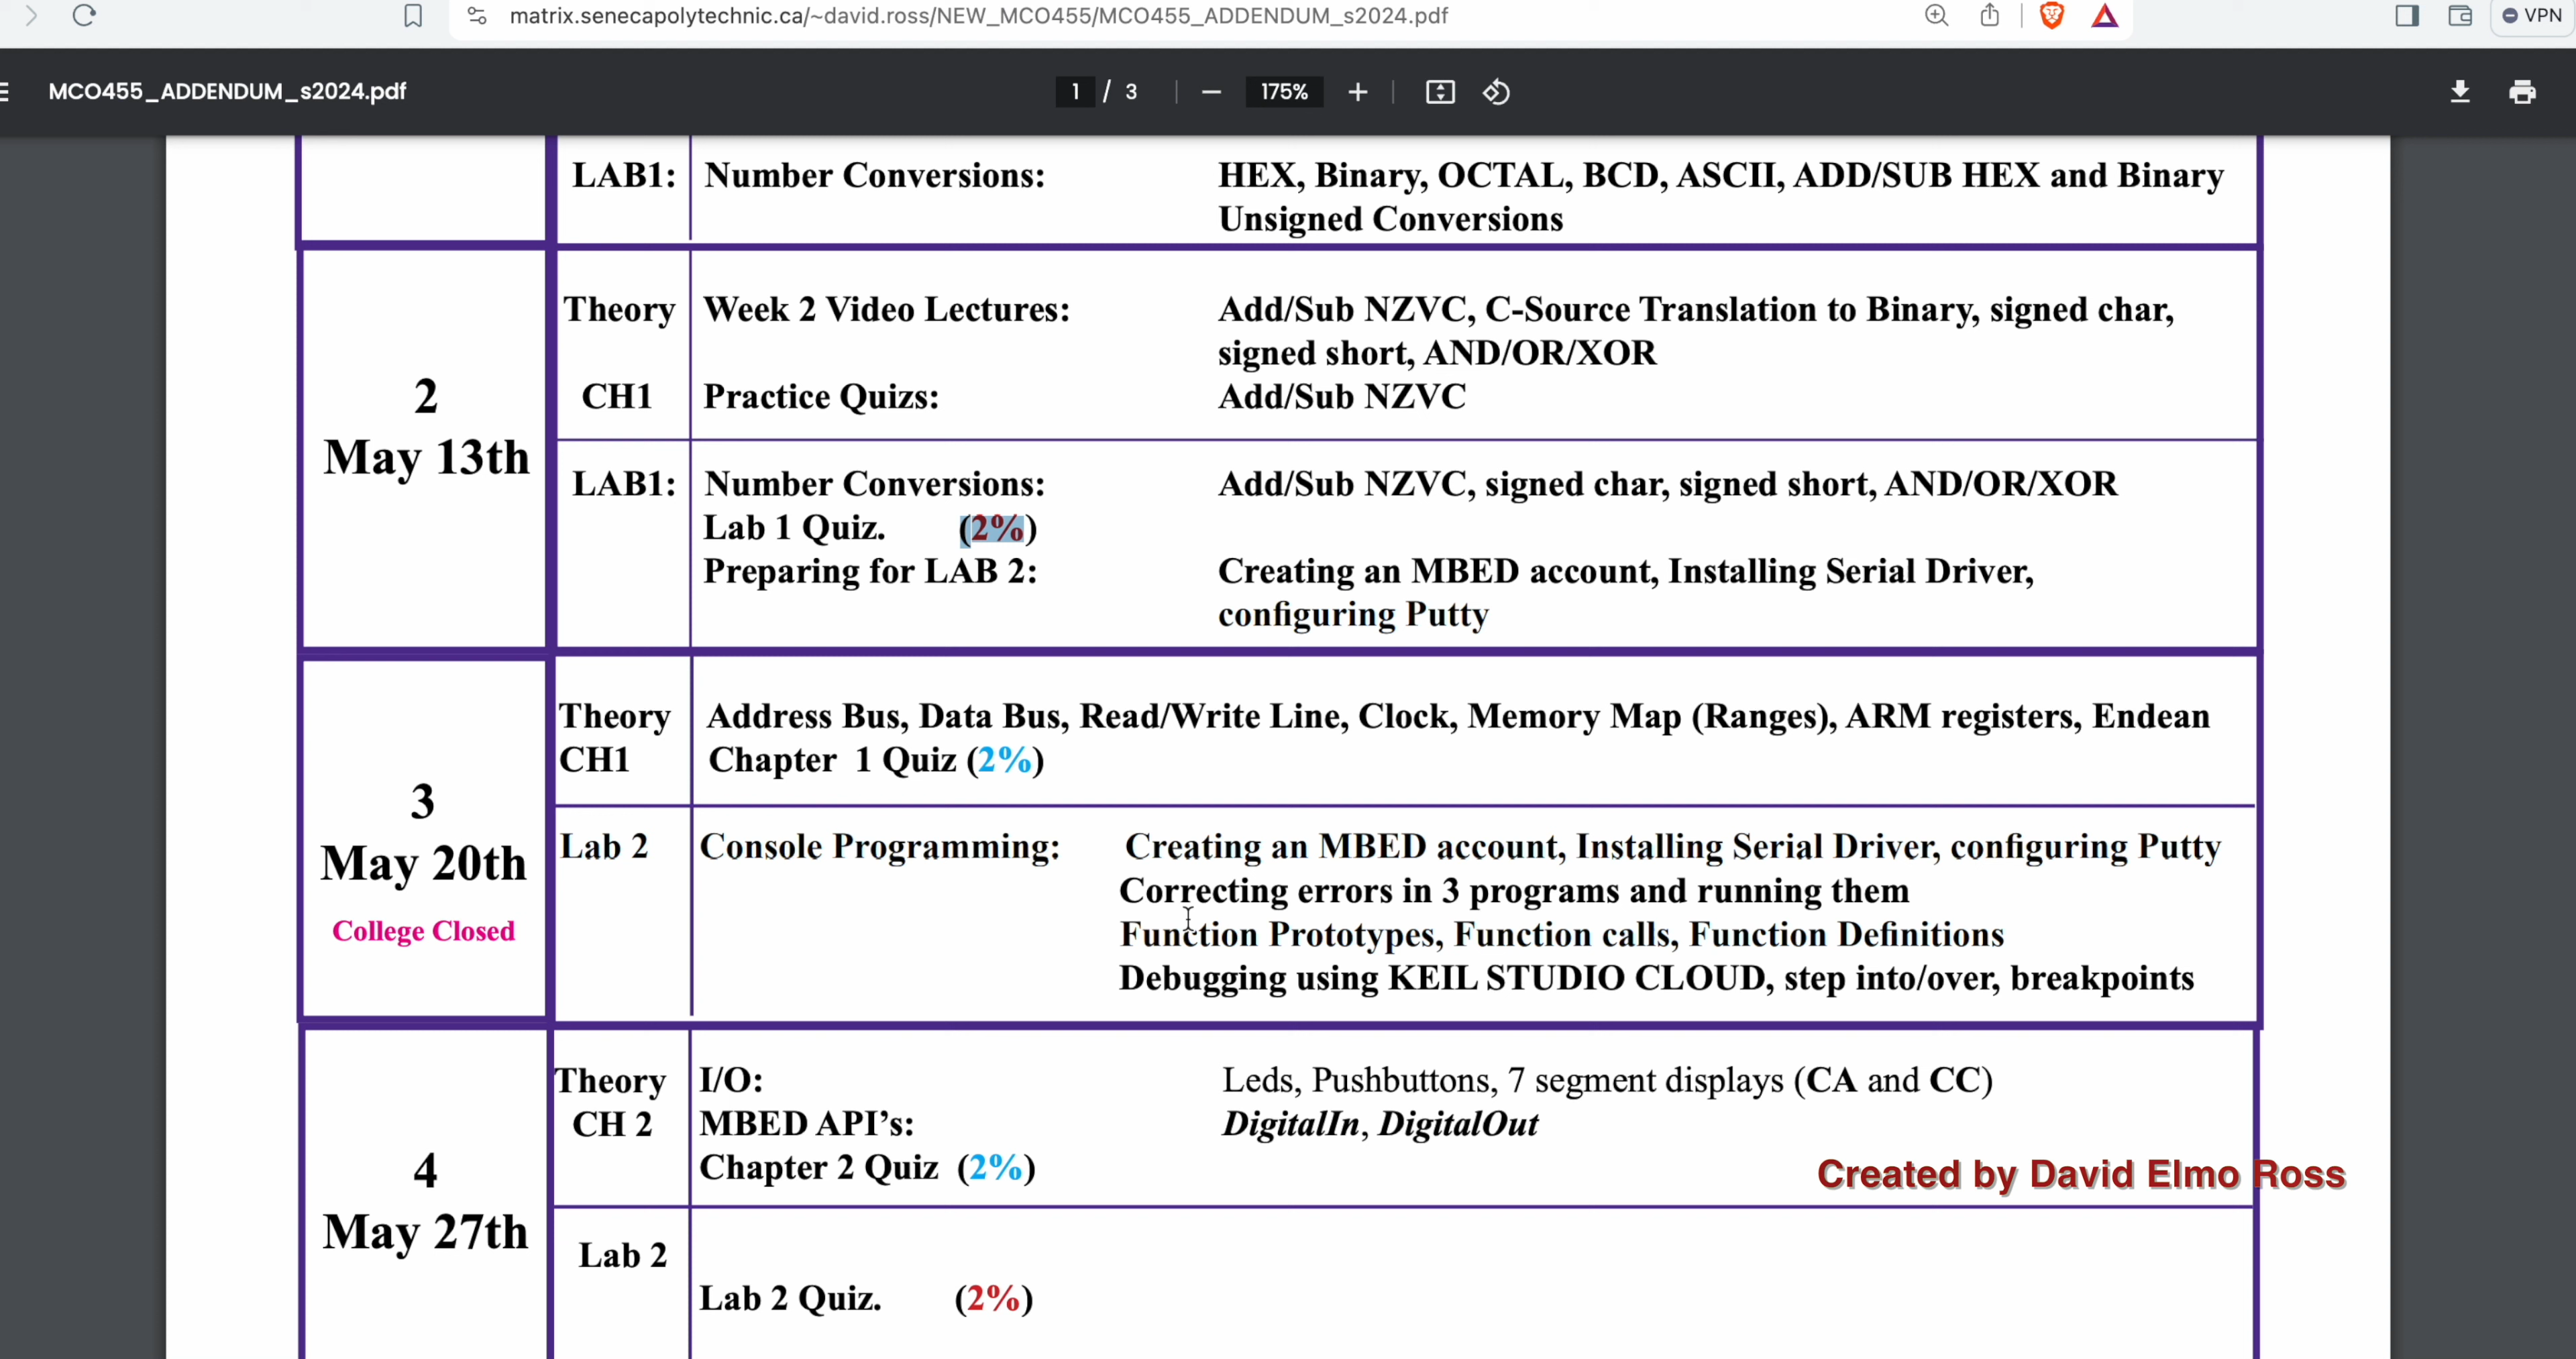 matrix.senecapolytechnic.ca/~david.ross/NEW_MCO455/MCO455_ADDENDUM_s2024.pdf
VPN
MCO455_ADDENDUM_s2024.pdf
1 / 3
175%
LAB1: Number Conversions: HEX, Binary, OCTAL, BCD, ASCII, ADD/SUB HEX and Binary
Unsigned Conversions
2
May 13th
Theory Week 2 Video Lectures: Add/Sub NZVC, C-Source Translation to Binary, signed char,
signed short, AND/OR/XOR
CH1 Practice Quizs: Add/Sub NZVC
LAB1: Number Conversions: Add/Sub NZVC, signed char, signed short, AND/OR/XOR
Lab 1 Quiz. (2%)
Preparing for LAB 2: Creating an MBED account, Installing Serial Driver,
configuring Putty
3
May 20th
College Closed
Theory Address Bus, Data Bus, Read/Write Line, Clock, Memory Map (Ranges), ARM registers, Endean
CH1 Chapter 1 Quiz (2%)
Lab 2 Console Programming: Creating an MBED account, Installing Serial Driver, configuring Putty
Correcting errors in 3 programs and running them
Function Prototypes, Function calls, Function Definitions
Debugging using KEIL STUDIO CLOUD, step into/over, breakpoints
4
May 27th
Theory I/O: Leds, Pushbuttons, 7 segment displays (CA and CC)
CH 2 MBED API’s: DigitalIn, DigitalOut
Chapter 2 Quiz (2%)
Created by David Elmo Ross
Lab 2
Lab 2 Quiz. (2%)